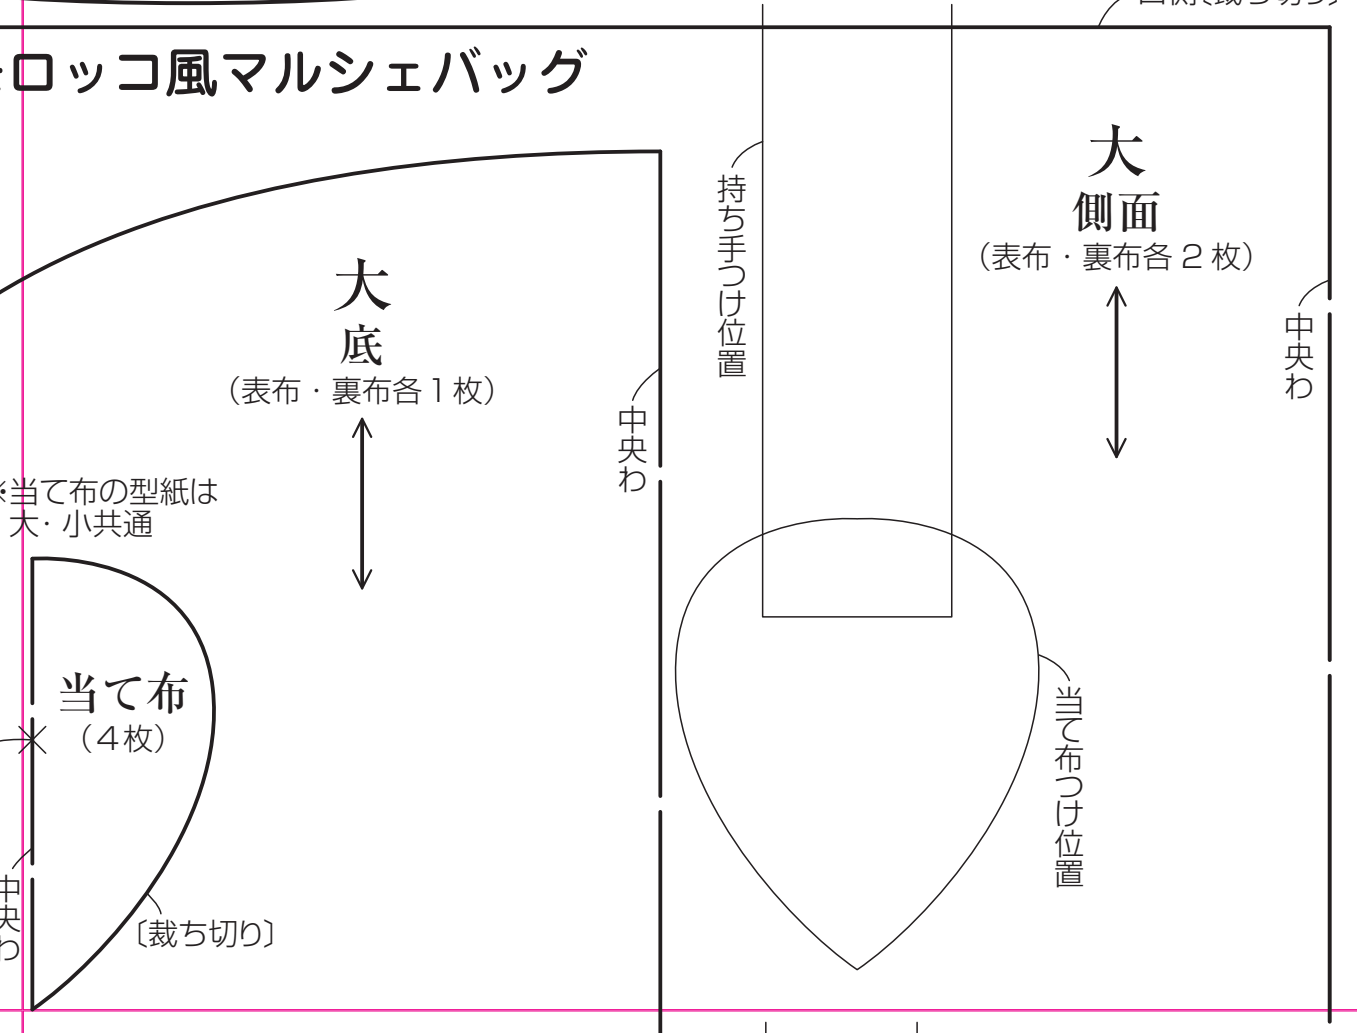 ロッコ風マルシェバッグ
大
底
（表布・裏布各1枚）
中央わ
※当て布の型紙は
大・小共通
当て布
（4枚）
中央わ
〔裁ち切り〕
持ち手つけ位置
大
側面
（表布・裏布各2枚）
中央わ
当て布つけ位置